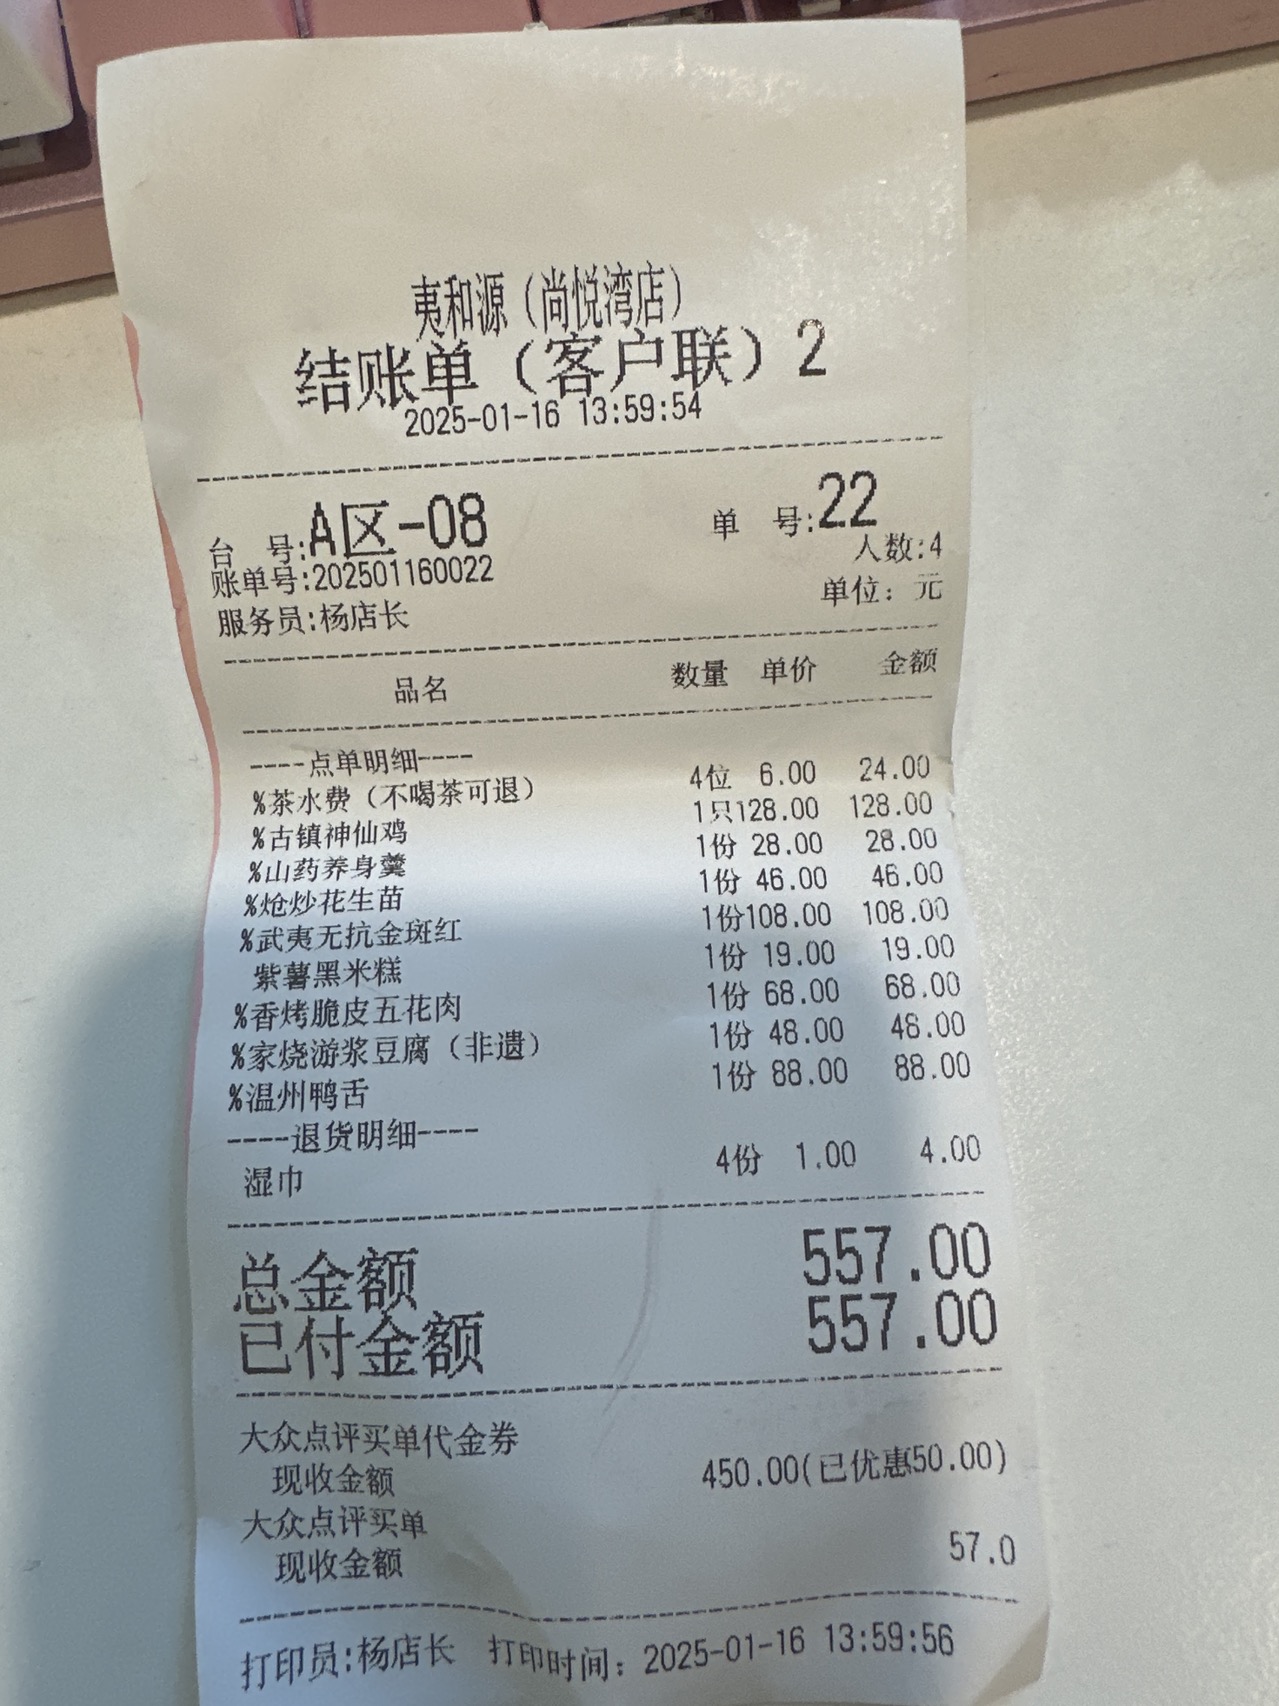 夷和源（尚悦湾店）
结账单（客户联）2
2025-01-16 13:59:54
台 号:A区-08 单 号:22
人数:4
账单号:202501160022
单位：元
服务员:杨店长
品名 数量 单价 金额
----点单明细----
%茶水费（不喝茶可退） 4位 6.00 24.00
%古镇神仙鸡 1只128.00 128.00
%山药养身羹 1份 28.00 28.00
%炝炒花生苗 1份 46.00 46.00
%武夷无抗金斑红 1份108.00 108.00
紫薯黑米糕 1份 19.00 19.00
%香烤脆皮五花肉 1份 68.00 68.00
%家烧游浆豆腐（非遗） 1份 48.00 48.00
%温州鸭舌 1份 88.00 88.00
----退货明细----
湿巾 4份 1.00 4.00
总金额 557.00
已付金额 557.00
大众点评买单代金券
现收金额 450.00(已优惠50.00)
大众点评买单
现收金额 57.0
打印员:杨店长 打印时间：2025-01-16 13:59:56